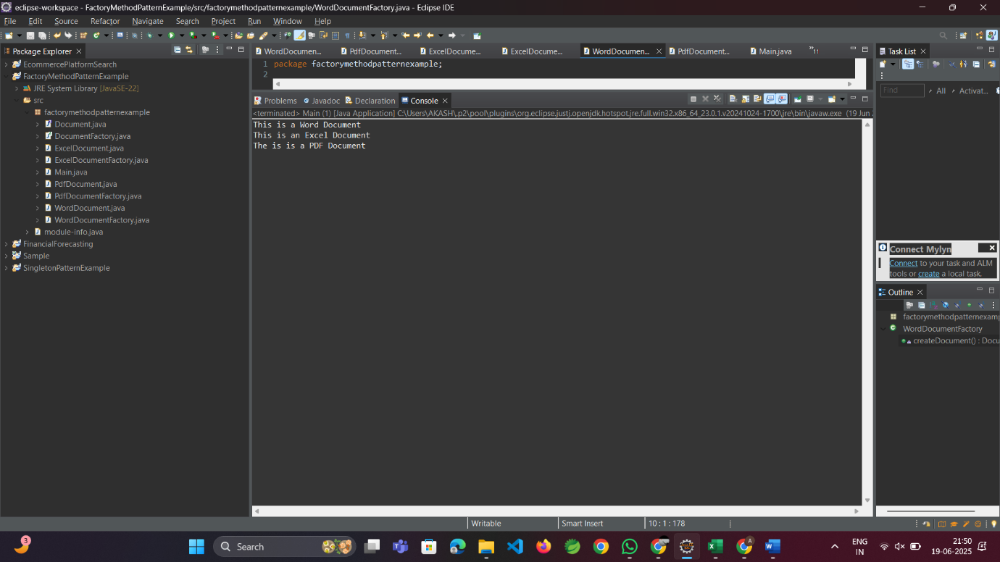 eclipse-workspace - FactoryMethodPatternExample/src/factorymethodpatternexample/WordDocumentFactory.java - Eclipse IDE
File Edit Source Refactor Navigate Search Project Run Window Help
Package Explorer
EcommercePlatformSearch
FactoryMethodPatternExample
JRE System Library [JavaSE-22]
src
factorymethodpatternexample
Document.java
DocumentFactory.java
ExcelDocument.java
ExcelDocumentFactory.java
Main.java
PdfDocument.java
PdfDocumentFactory.java
WordDocument.java
WordDocumentFactory.java
module-info.java
FinancialForecasting
Sample
SingletonPatternExample
WordDocumen... PdfDocument... ExcelDocume... ExcelDocume... WordDocumen... PdfDocument... Main.java »11
1 package factorymethodpatternexample;
2
Problems Javadoc Declaration Console
<terminated> Main (1) [Java Application] C:\Users\AKASH\.p2\pool\plugins\org.eclipse.justj.openjdk.hotspot.jre.full.win32.x86_64_23.0.1.v20241024-1700\jre\bin\javaw.exe (19 Jun
This is a Word Document
This is an Excel Document
The is is a PDF Document
Task List
Find All Activat...
Connect Mylyn
Connect to your task and ALM
tools or create a local task.
Outline
factorymethodpatternexamp
WordDocumentFactory
createDocument() : Docu
Writable Smart Insert 10 : 1 : 178
3
Search
ENG
IN
21:50
19-06-2025